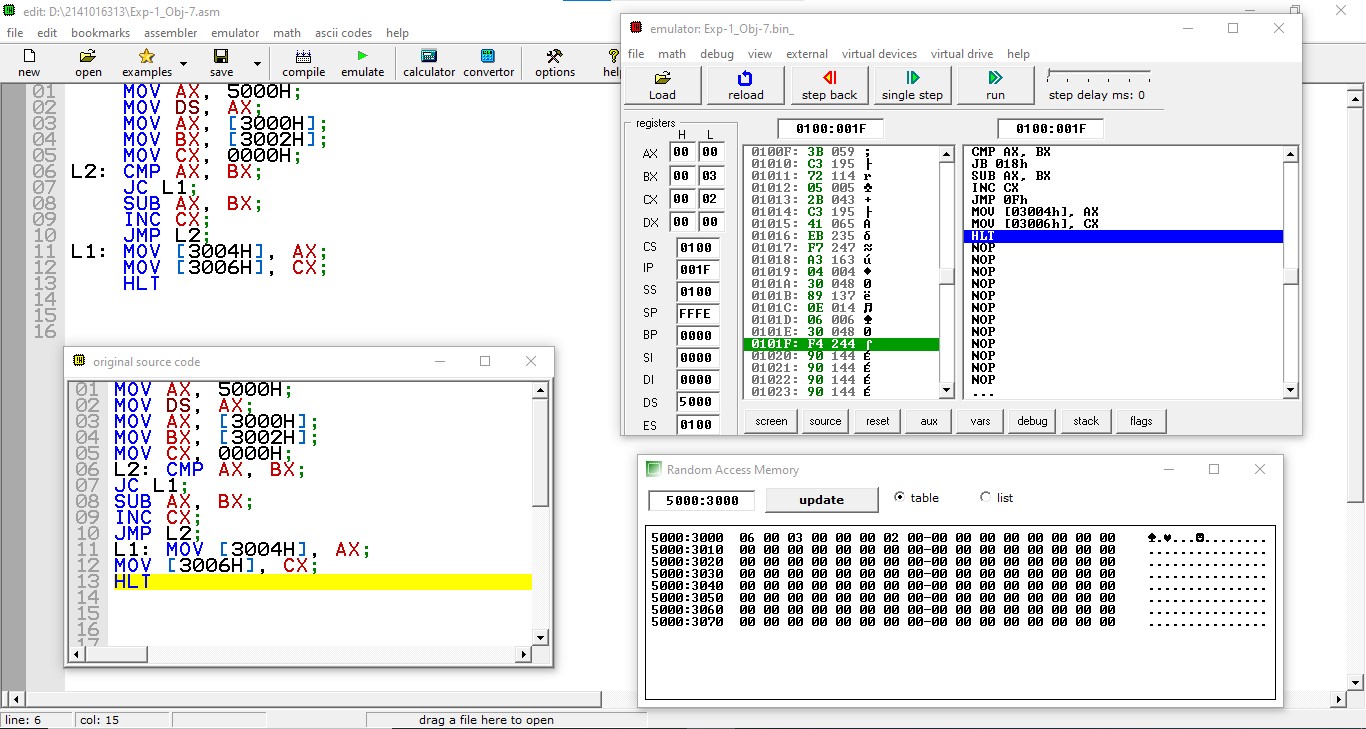 edit: D:\2141016313\Exp-1_Obj-7.asm
file edit bookmarks assembler emulator math ascii codes help
new open examples save compile emulate calculator convertor options help
01 MOV AX, 5000H;
02 MOV DS, AX;
03 MOV AX, [3000H];
04 MOV BX, [3002H];
05 MOV CX, 0000H;
06 L2: CMP AX, BX;
07 JC L1;
08 SUB AX, BX;
09 INC CX;
10 JMP L2;
11 L1: MOV [3004H], AX;
12 MOV [3006H], CX;
13 HLT
14
15
16
original source code
01 MOV AX, 5000H;
02 MOV DS, AX;
03 MOV AX, [3000H];
04 MOV BX, [3002H];
05 MOV CX, 0000H;
06 L2: CMP AX, BX;
07 JC L1;
08 SUB AX, BX;
09 INC CX;
10 JMP L2;
11 L1: MOV [3004H], AX;
12 MOV [3006H], CX;
13 HLT
14
15
16
17
emulator: Exp-1_Obj-7.bin_
file math debug view external virtual devices virtual drive help
Load reload step back single step run step delay ms: 0
registers
H L
AX 00 00
BX 00 03
CX 00 02
DX 00 00
CS 0100
IP 001F
SS 0100
SP FFFE
BP 0000
SI 0000
DI 0000
DS 5000
ES 0100
0100:001F
0100F: 3B 059 ;
01010: C3 195 ├
01011: 72 114 r
01012: 05 005 ♣
01013: 2B 043 +
01014: C3 195 ├
01015: 41 065 A
01016: EB 235 δ
01017: F7 247 ≈
01018: A3 163 ú
01019: 04 004 ♦
0101A: 30 048 0
0101B: 89 137 ë
0101C: 0E 014 ♫
0101D: 06 006 ♠
0101E: 30 048 0
0101F: F4 244 ⌠
01020: 90 144 É
01021: 90 144 É
01022: 90 144 É
01023: 90 144 É
0100:001F
CMP AX, BX
JB 018h
SUB AX, BX
INC CX
JMP 0Fh
MOV [03004h], AX
MOV [03006h], CX
HLT
NOP
NOP
NOP
NOP
NOP
NOP
NOP
NOP
NOP
NOP
NOP
NOP
...
screen source reset aux vars debug stack flags
Random Access Memory
5000:3000 update table list
5000:3000 06 00 03 00 00 00 02 00-00 00 00 00 00 00 00 00 ♠.♥...☻.........
5000:3010 00 00 00 00 00 00 00 00-00 00 00 00 00 00 00 00 ................
5000:3020 00 00 00 00 00 00 00 00-00 00 00 00 00 00 00 00 ................
5000:3030 00 00 00 00 00 00 00 00-00 00 00 00 00 00 00 00 ................
5000:3040 00 00 00 00 00 00 00 00-00 00 00 00 00 00 00 00 ................
5000:3050 00 00 00 00 00 00 00 00-00 00 00 00 00 00 00 00 ................
5000:3060 00 00 00 00 00 00 00 00-00 00 00 00 00 00 00 00 ................
5000:3070 00 00 00 00 00 00 00 00-00 00 00 00 00 00 00 00 ................
line: 6 col: 15 drag a file here to open